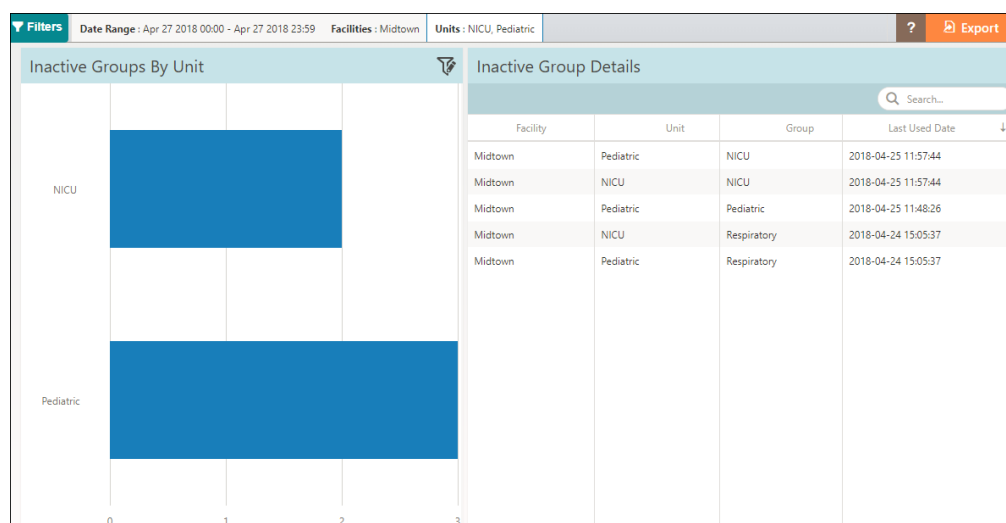 Filters Date Range : Apr 27 2018 00:00 - Apr 27 2018 23:59 Facilities : Midtown Units : NICU, Pediatric ? Export
Inactive Groups By Unit
NICU
Pediatric
0 1 2 3
Inactive Group Details
Search...
Facility Unit Group Last Used Date ↓
Midtown Pediatric NICU 2018-04-25 11:57:44
Midtown NICU NICU 2018-04-25 11:57:44
Midtown Pediatric Pediatric 2018-04-25 11:48:26
Midtown NICU Respiratory 2018-04-24 15:05:37
Midtown Pediatric Respiratory 2018-04-24 15:05:37